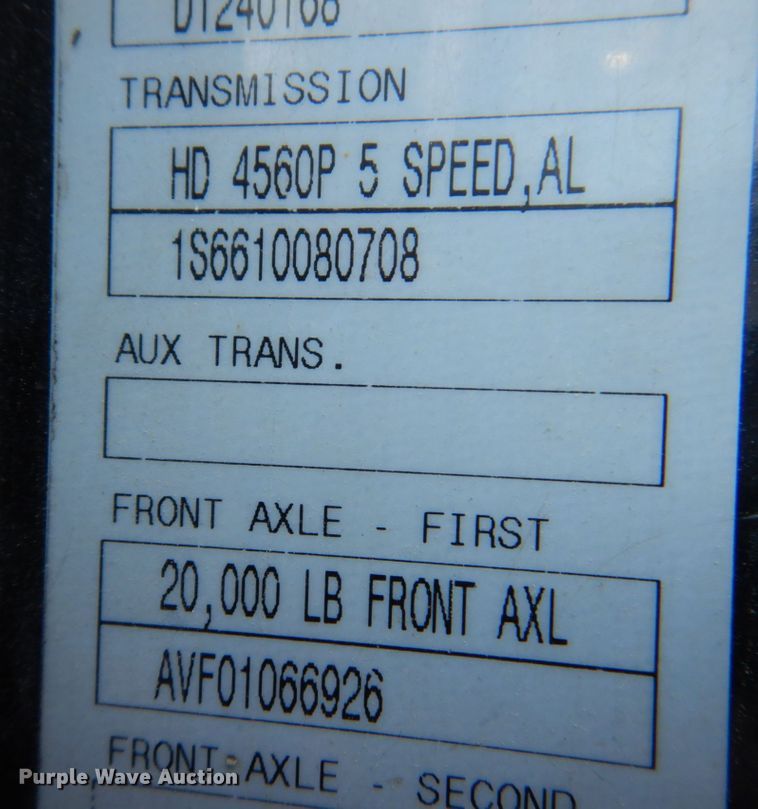 D1240168
TRANSMISSION
HD 4560P 5 SPEED,AL
1S6610080708
AUX TRANS.
FRONT AXLE - FIRST
20,000 LB FRONT AXL
AVF01066926
FRONT AXLE - SECOND
Purple Wave Auction